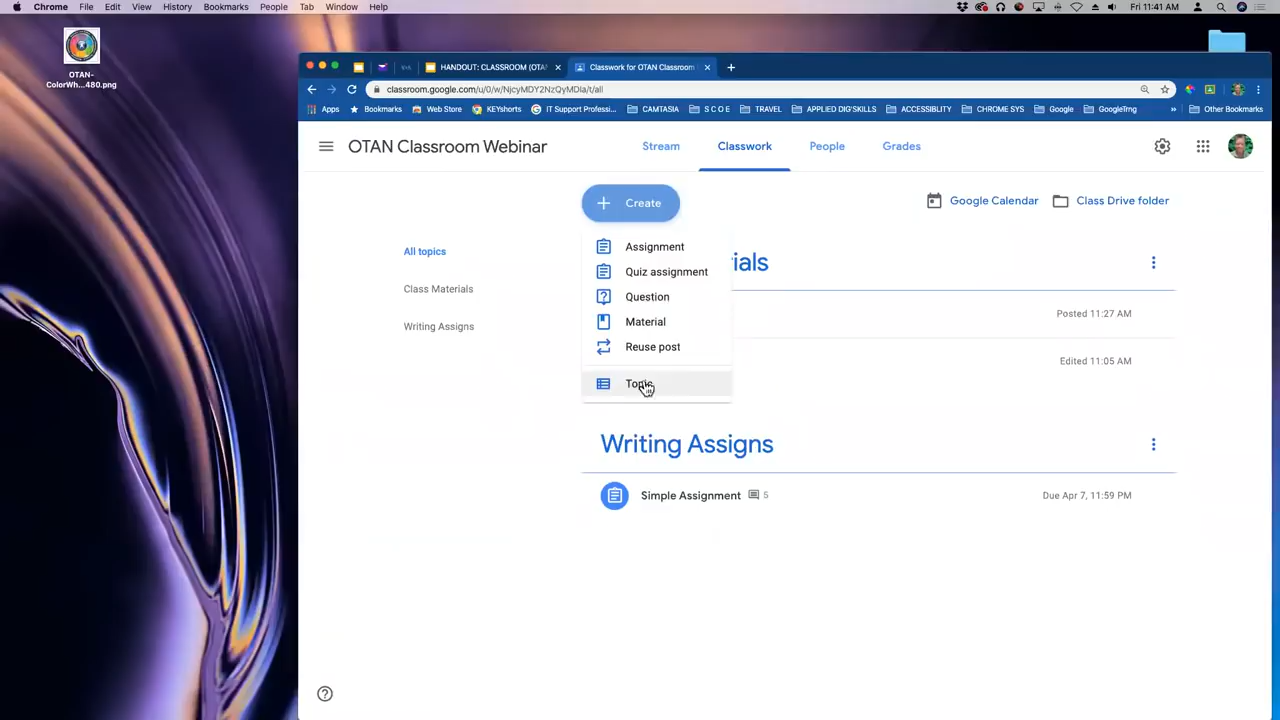 Chrome File Edit View History Bookmarks People Tab Window Help Fri 11:41 AM
OTAN-
ColorWh...480.png
HANDOUT: CLASSROOM (OTA
Classwork for OTAN Classroom
classroom.google.com/u/0/w/NjcyMDY2NzQyMDla/t/all
Apps Bookmarks Web Store KEYshorts IT Support Professi... CAMTASIA S C O E TRAVEL APPLIED DIG'SKILLS ACCESSIBLITY CHROME SYS Google GoogleTrng » Other Bookmarks
OTAN Classroom Webinar Stream Classwork People Grades
Create
Google Calendar Class Drive folder
All topics
Class Materials
Writing Assigns
Assignment
Quiz assignment
Question
Material
Reuse post
Topic
ials
Posted 11:27 AM
Edited 11:05 AM
Writing Assigns
Simple Assignment 5 Due Apr 7, 11:59 PM